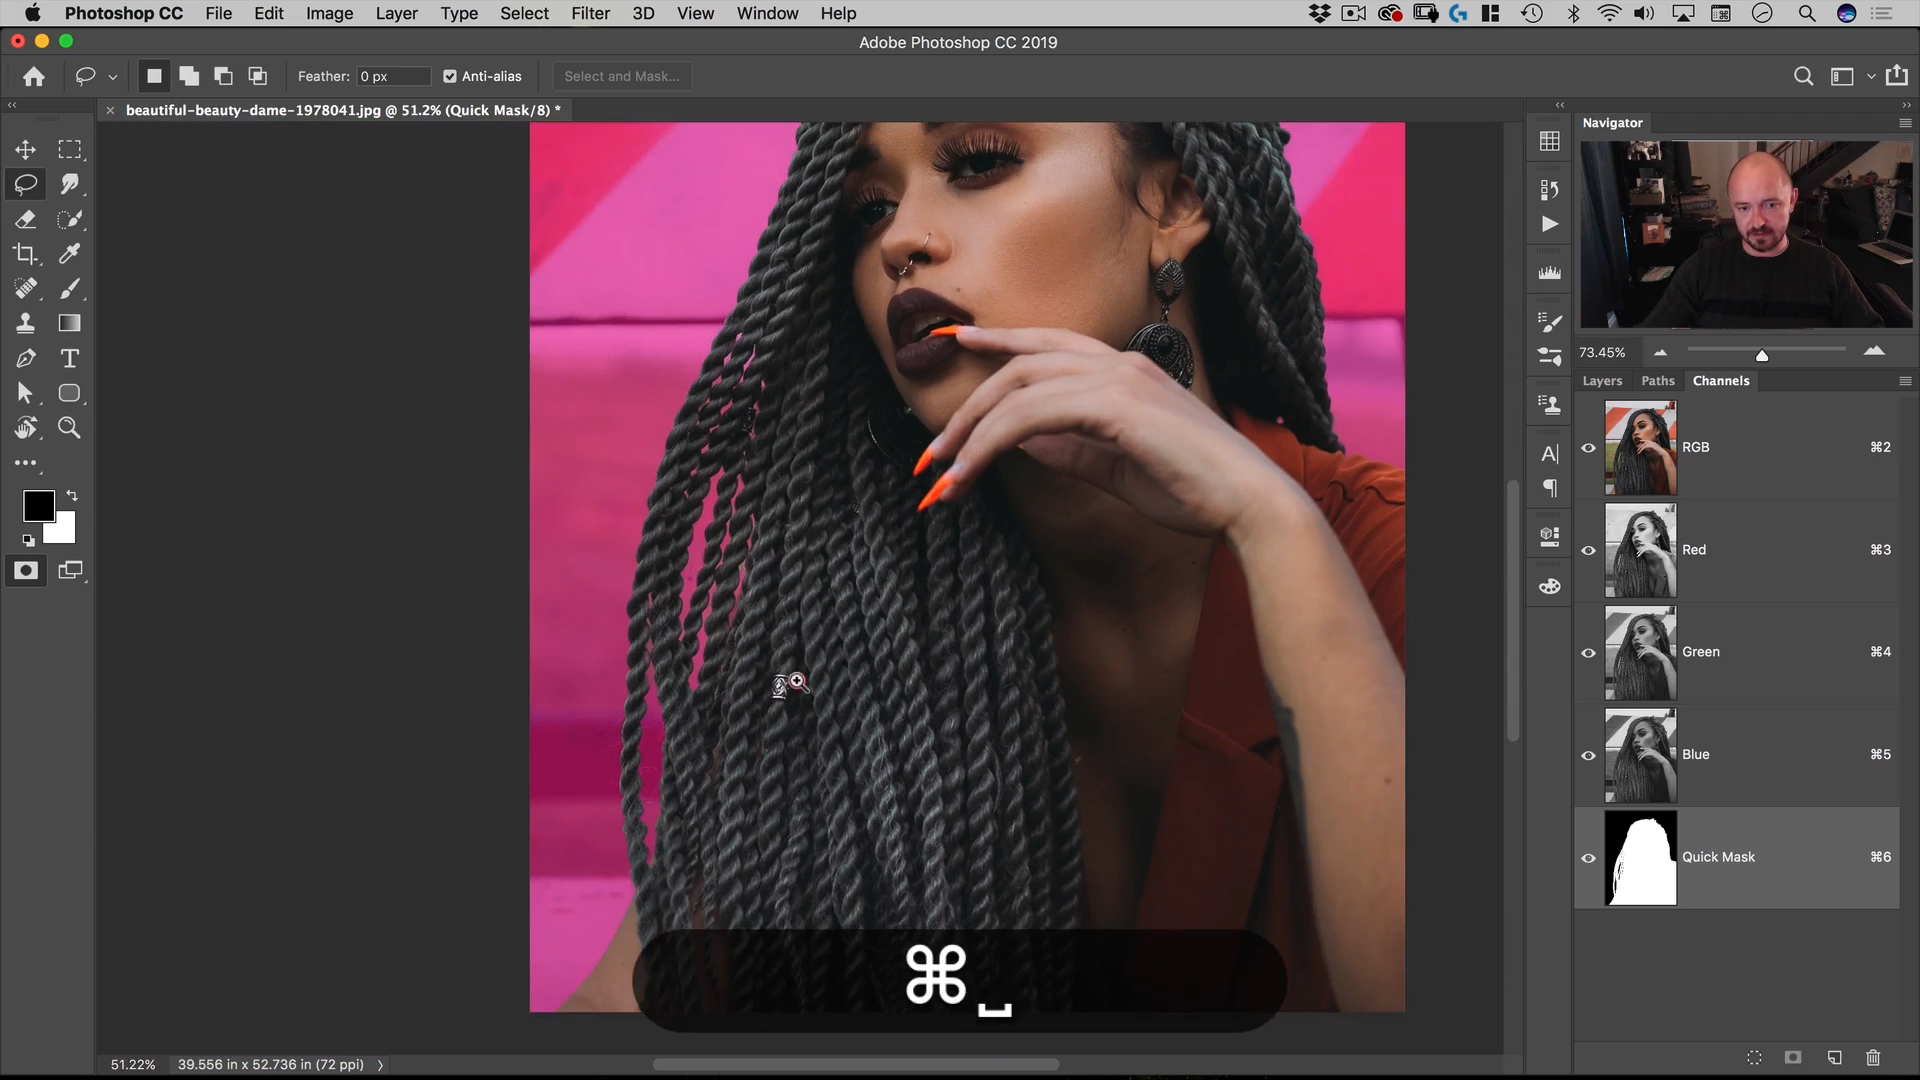 Photoshop CC File Edit Image Layer Type Select Filter 3D View Window Help
Adobe Photoshop CC 2019
Feather: 0 px Anti-alias Select and Mask...
beautiful-beauty-dame-1978041.jpg @ 51.2% (Quick Mask/8) *
Navigator
73.45%
Layers Paths Channels
RGB ⌘2
Red ⌘3
Green ⌘4
Blue ⌘5
Quick Mask ⌘6
⌘
51.22% 39.556 in x 52.736 in (72 ppi)